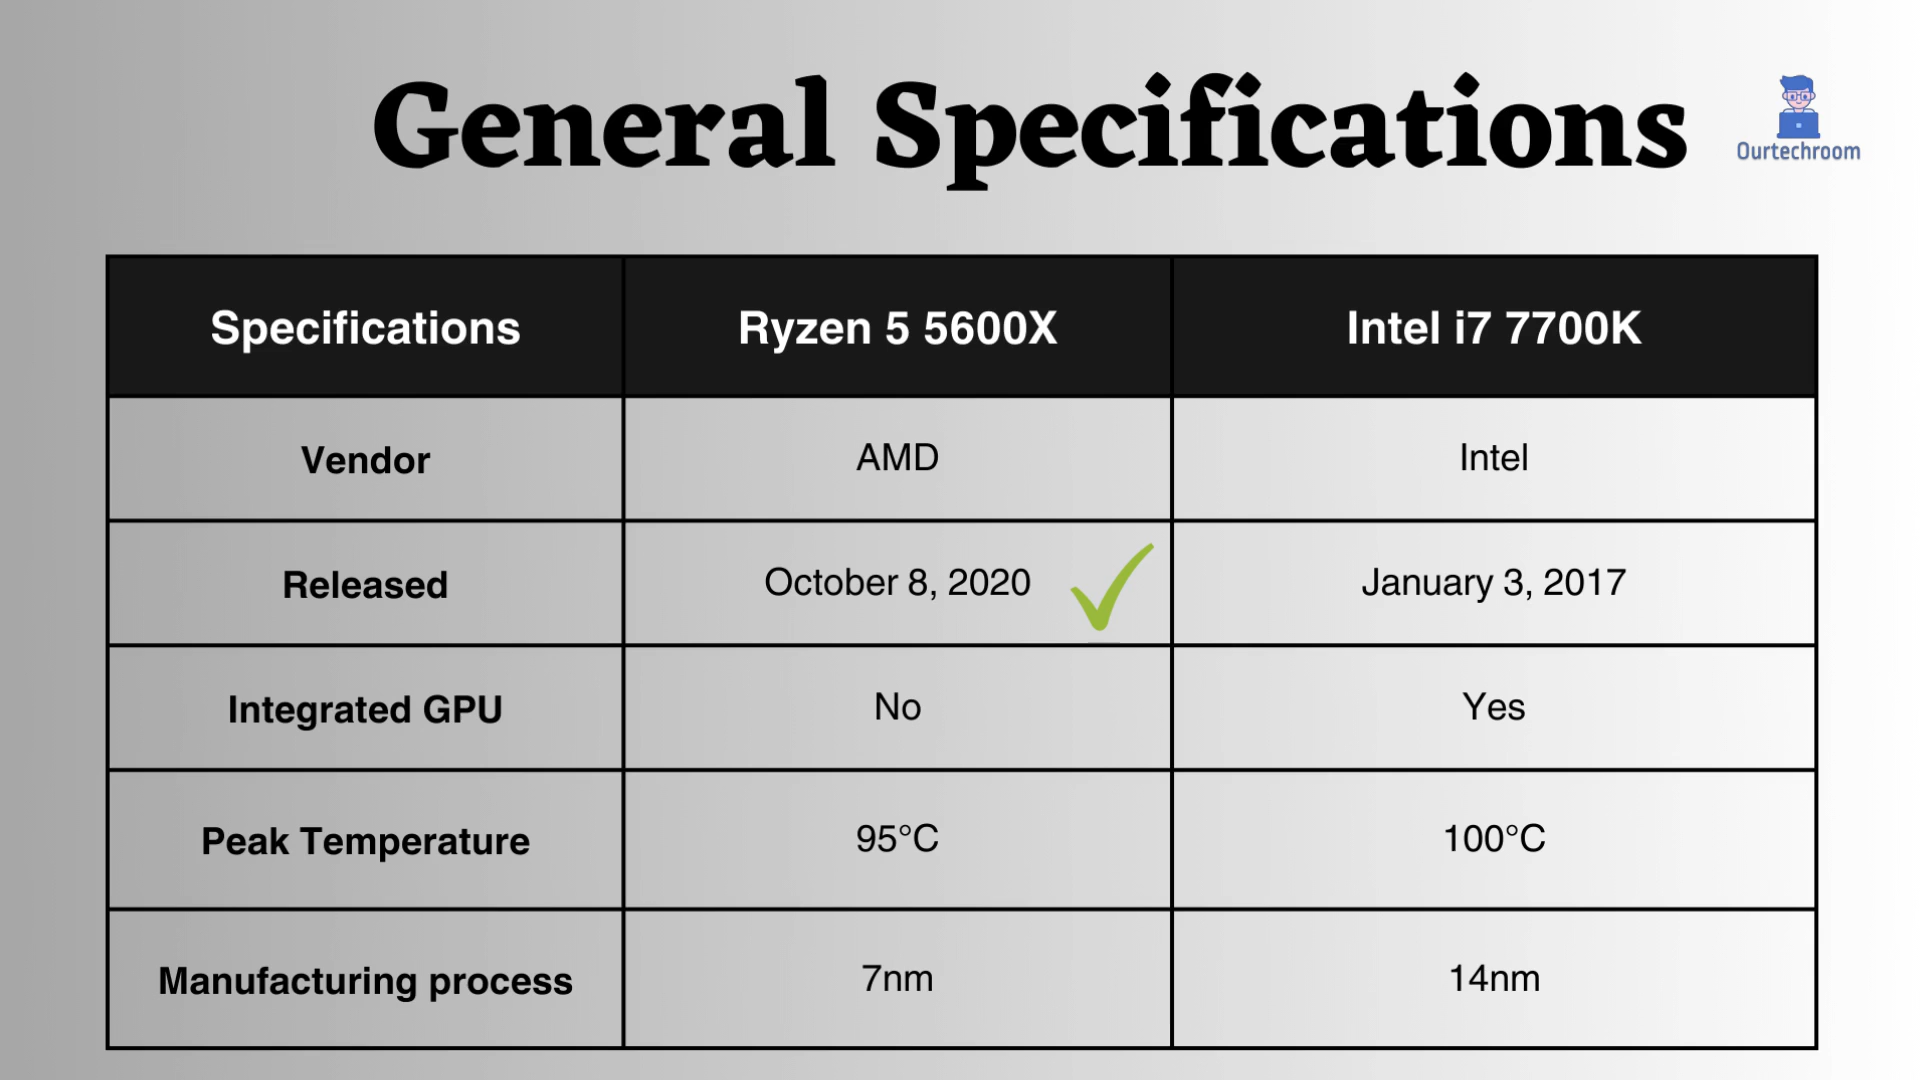 General Specifications
Ourtechroom
Specifications Ryzen 5 5600X Intel i7 7700K
Vendor AMD Intel
Released October 8, 2020 January 3, 2017
Integrated GPU No Yes
Peak Temperature 95°C 100°C
Manufacturing process 7nm 14nm